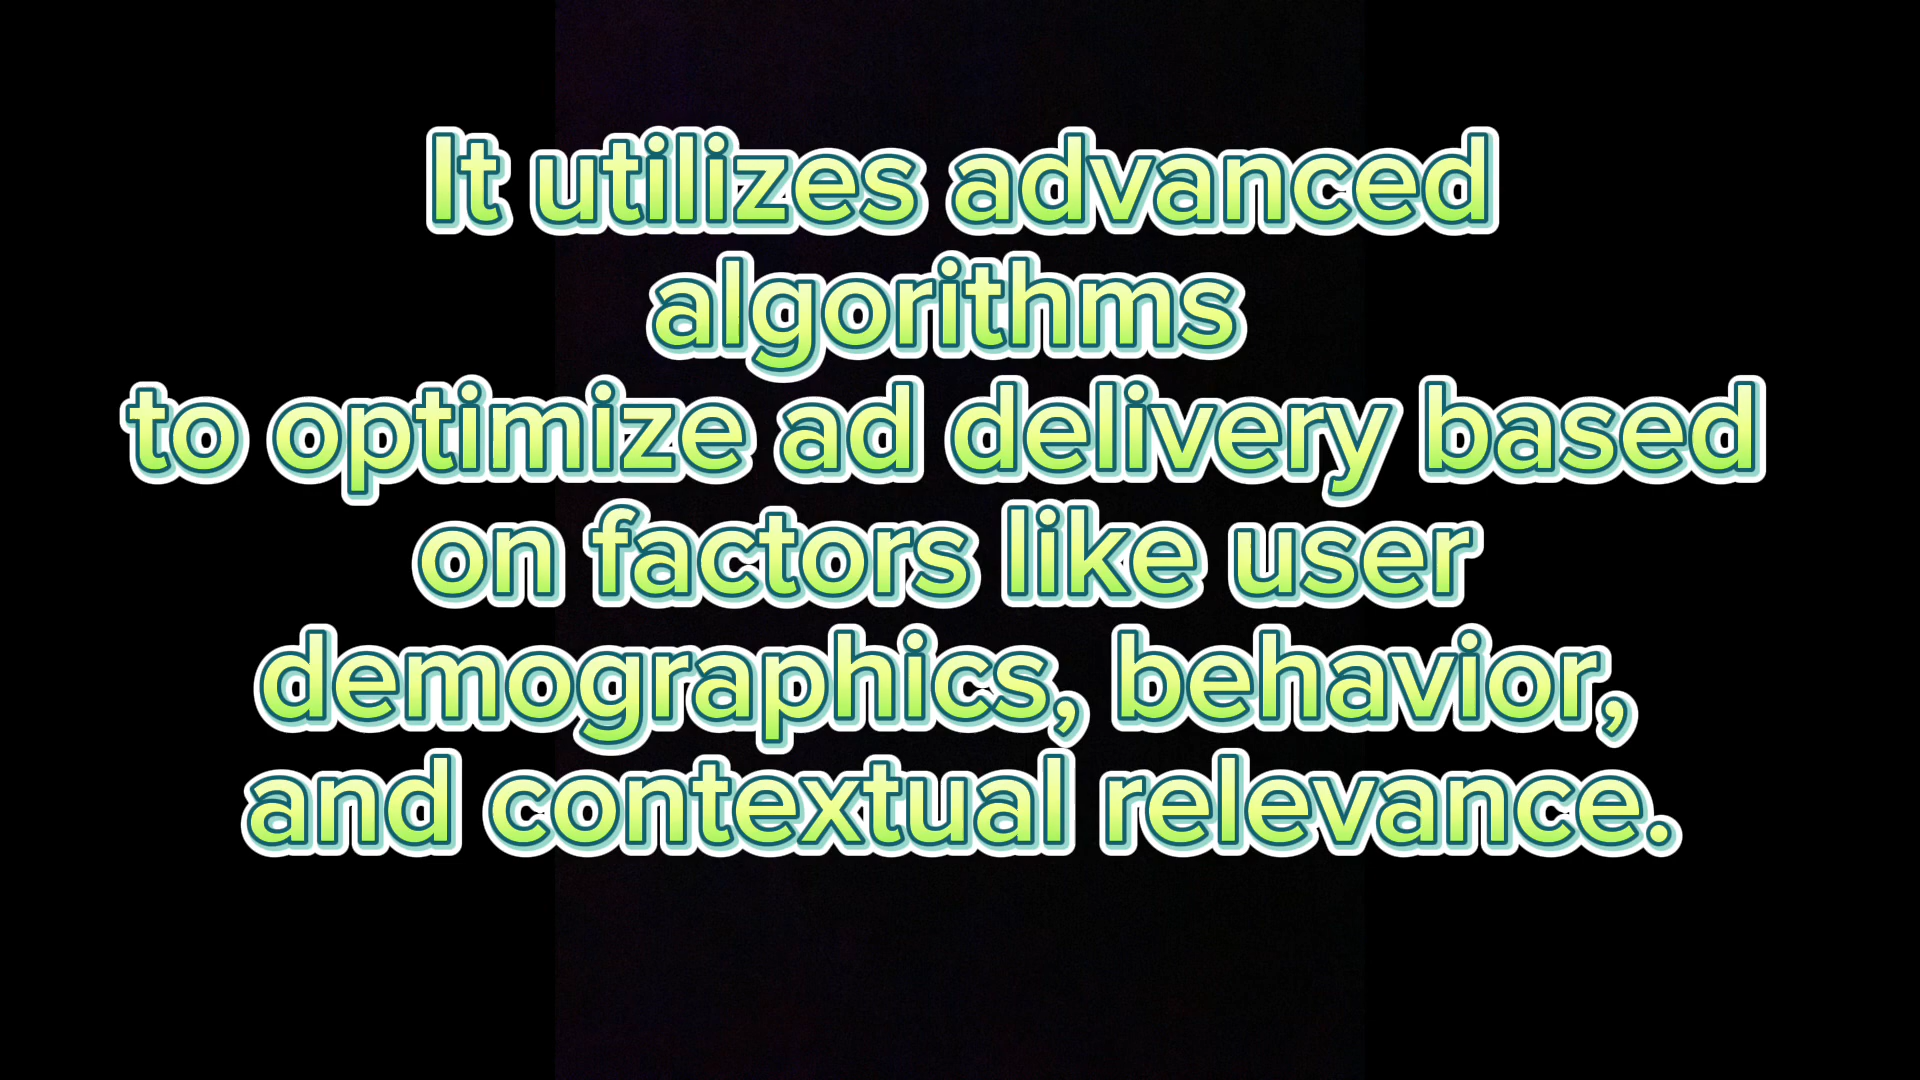 It utilizes advanced
algorithms
to optimize ad delivery based
on factors like user
demographics, behavior,
and contextual relevance.